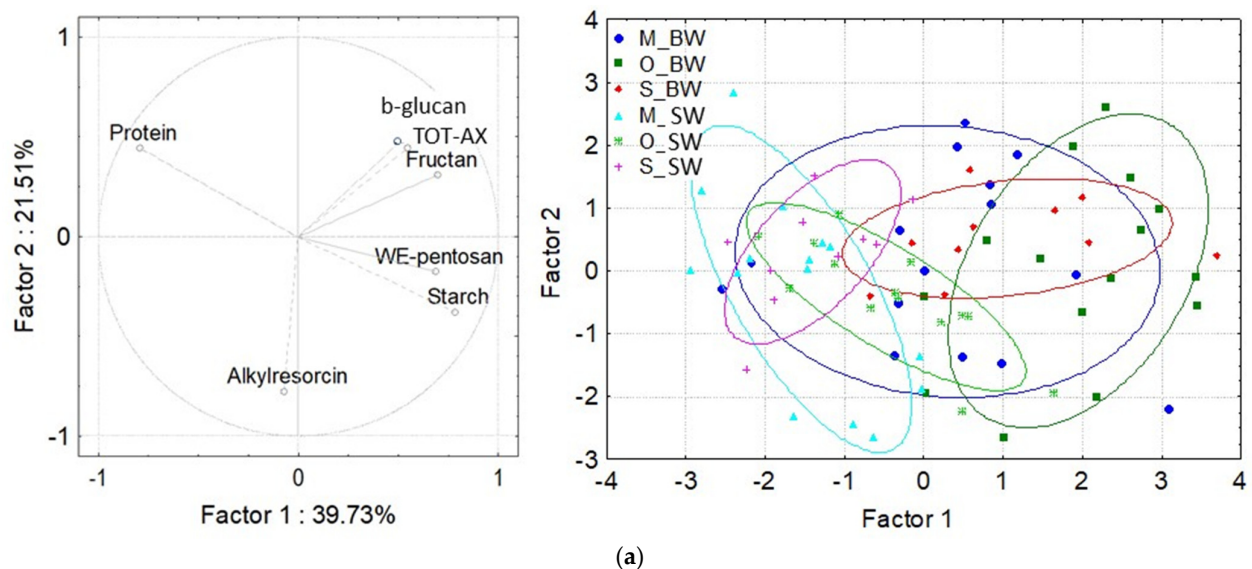 1
0
-1
Factor 2 : 21.51%
b-glucan
Protein
TOT-AX
Fructan
WE-pentosan
Starch
Alkylresorcin
-1
0
1
Factor 1 : 39.73%
4
3
2
1
0
-1
-2
-3
Factor 2
M_BW
O_BW
S_BW
M_SW
O_SW
S_SW
-4
-3
-2
-1
0
1
2
3
4
Factor 1
(a)